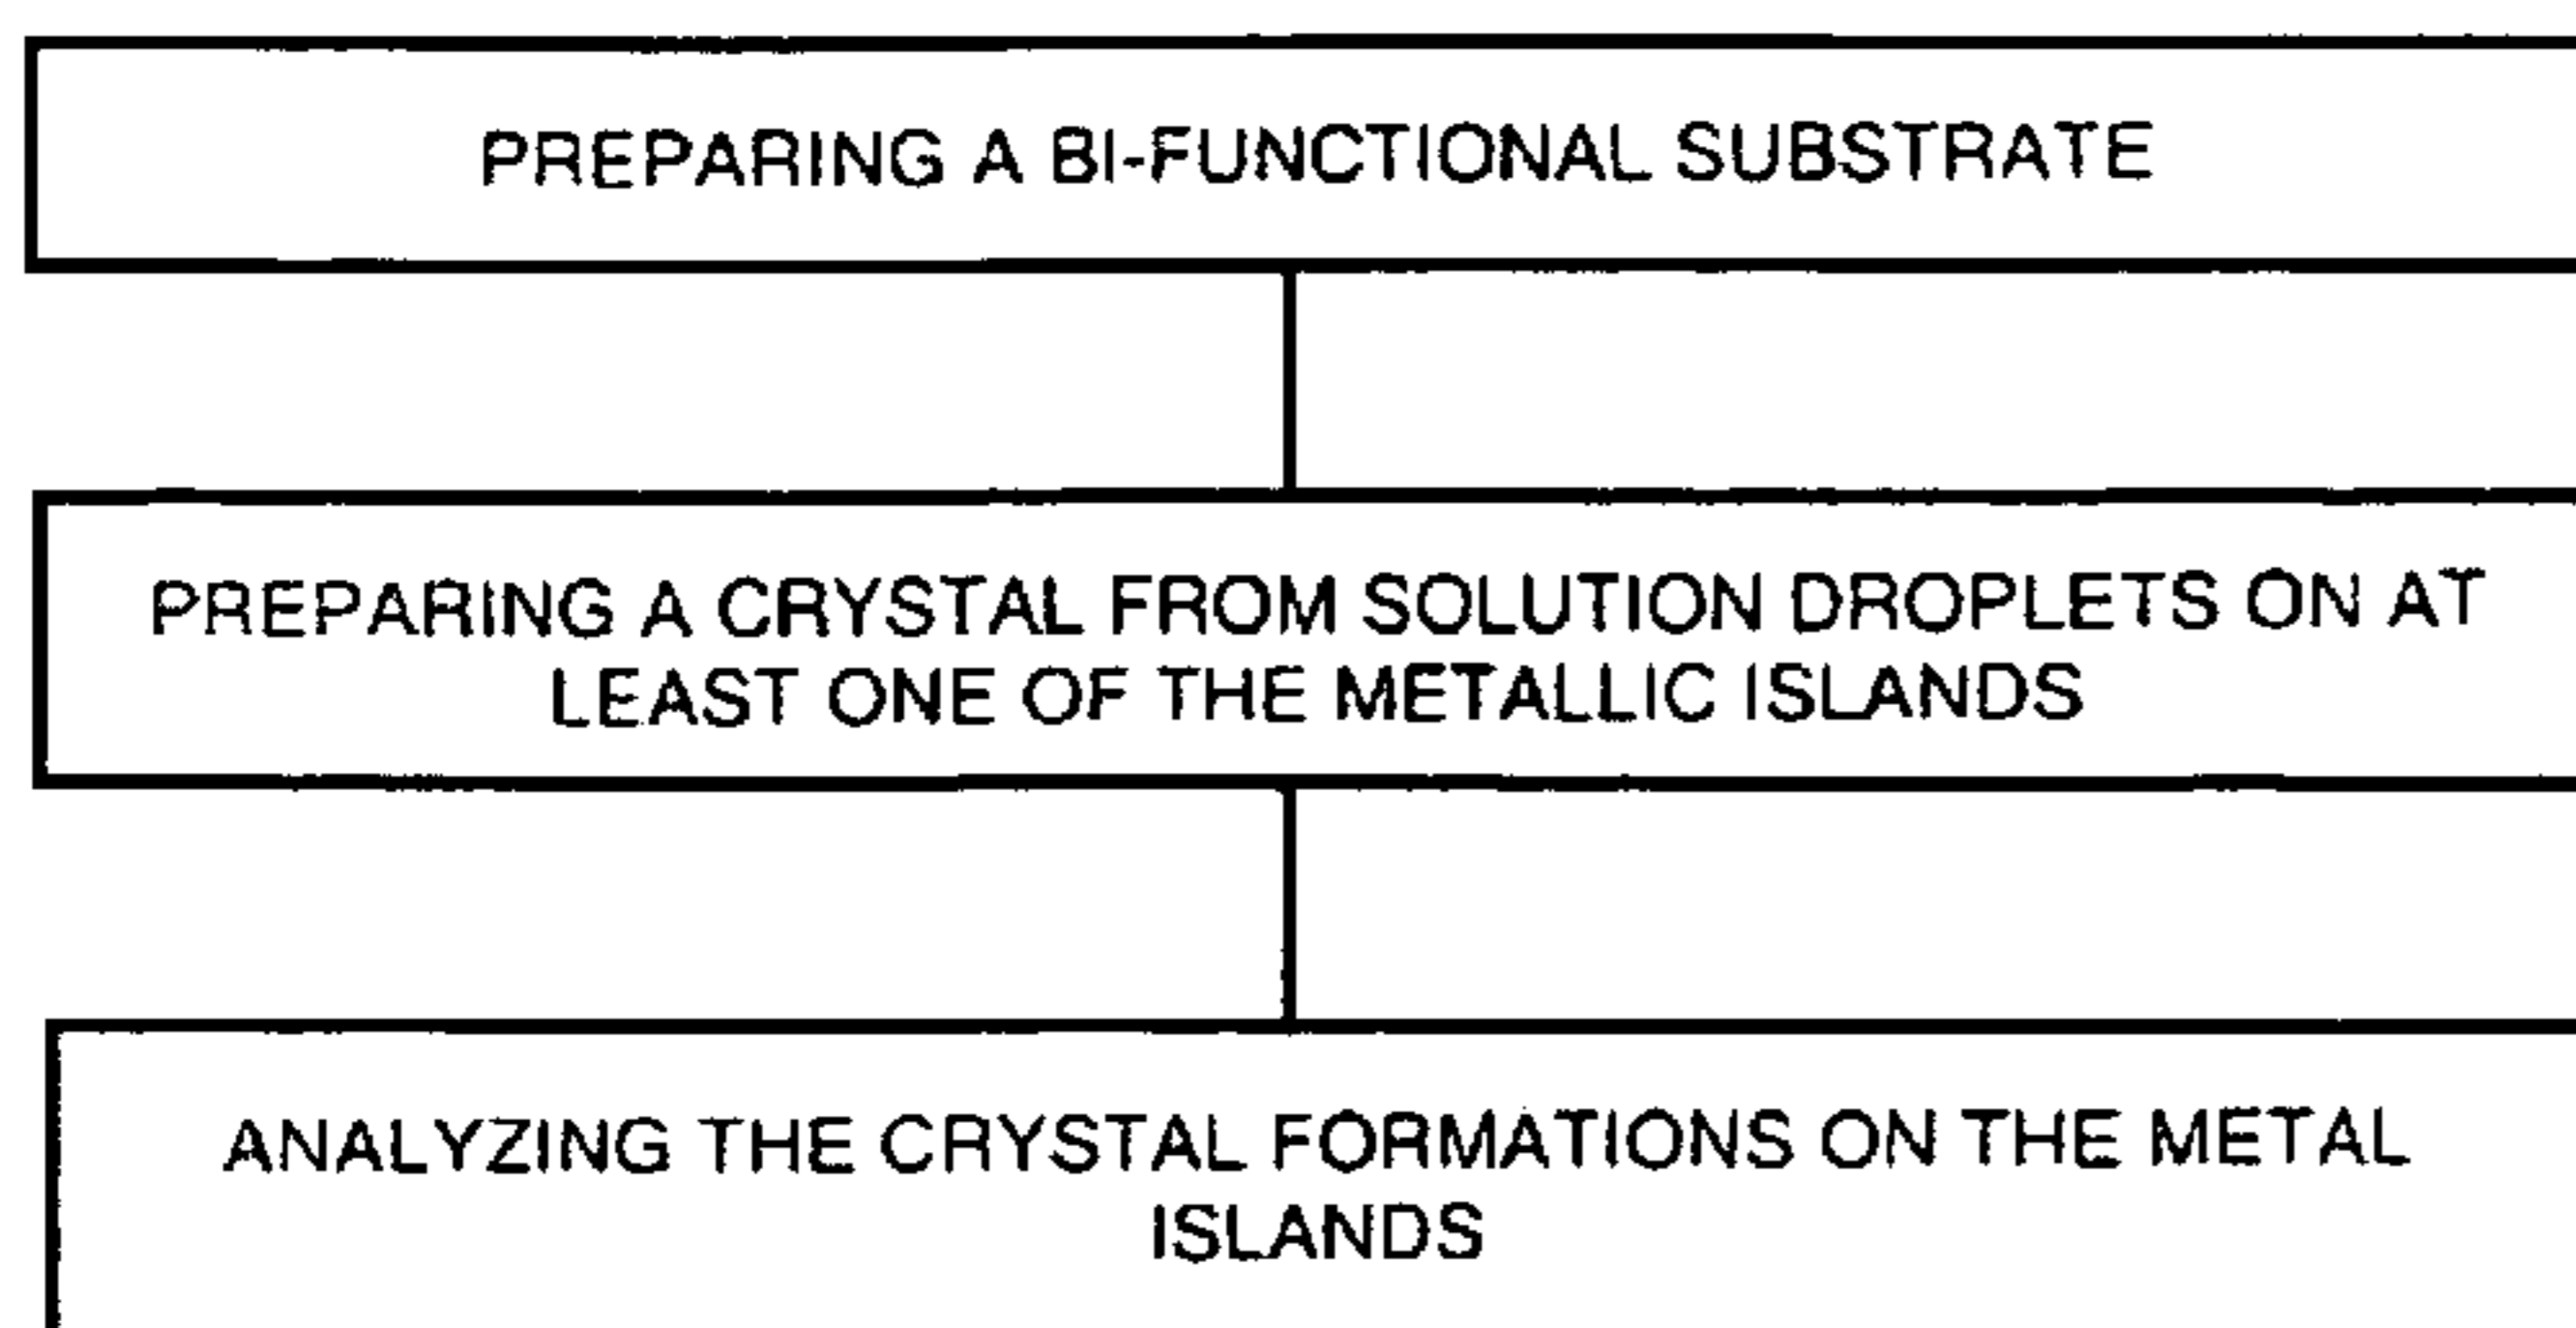 PREPARING A BI-FUNCTIONAL SUBSTRATE
PREPARING A CRYSTAL FROM SOLUTION DROPLETS ON AT
LEAST ONE OF THE METALLIC ISLANDS
ANALYZING THE CRYSTAL FORMATIONS ON THE METAL
ISLANDS